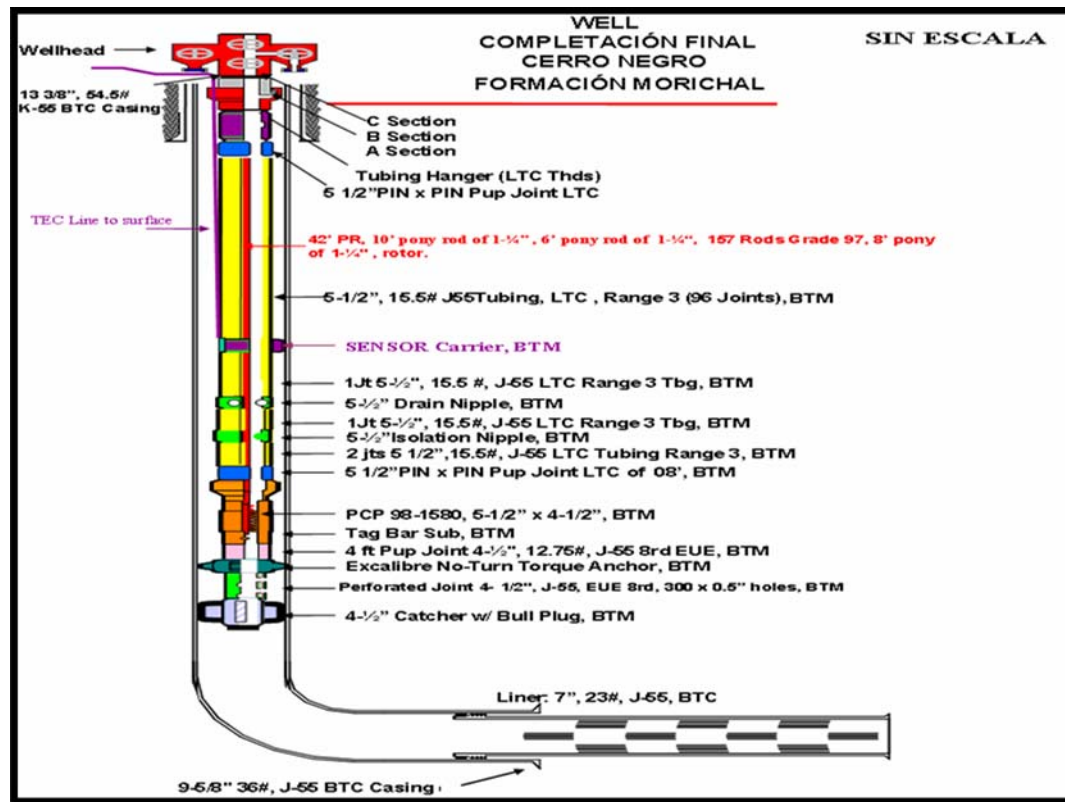 WELL
COMPLETACIÓN FINAL
CERRO NEGRO
FORMACIÓN MORICHAL
SIN ESCALA
Wellhead
13 3/8”, 54.5#
K-55 BTC Casing
C Section
B Section
A Section
Tubing Hanger (LTC Thds)
5 1/2”PIN x PIN Pup Joint LTC
TEC Line to surface
42’ PR, 10’ pony rod of 1-¼” , 6’ pony rod of 1-¼”, 157 Rods Grade 97, 8’ pony
of 1-¼” , rotor.
5-1/2”, 15.5# J55Tubing, LTC , Range 3 (96 Joints), BTM
SENSOR Carrier, BTM
1Jt 5-½”, 15.5 #, J-55 LTC Range 3 Tbg, BTM
5-½” Drain Nipple, BTM
1Jt 5-½”, 15.5#, J-55 LTC Range 3 Tbg, BTM
5-½”Isolation Nipple, BTM
2 jts 5 1/2”,15.5#, J-55 LTC Tubing Range 3, BTM
5 1/2”PIN x PIN Pup Joint LTC of 08’, BTM
PCP 98-1580, 5-1/2” x 4-1/2”, BTM
Tag Bar Sub, BTM
4 ft Pup Joint 4-½”, 12.75#, J-55 8rd EUE, BTM
Excalibre No-Turn Torque Anchor, BTM
Perforated Joint 4- 1/2”, J-55, EUE 8rd, 300 x 0.5” holes, BTM
4-½” Catcher w/ Bull Plug, BTM
Liner: 7”, 23#, J-55, BTC
9-5/8” 36#, J-55 BTC Casing